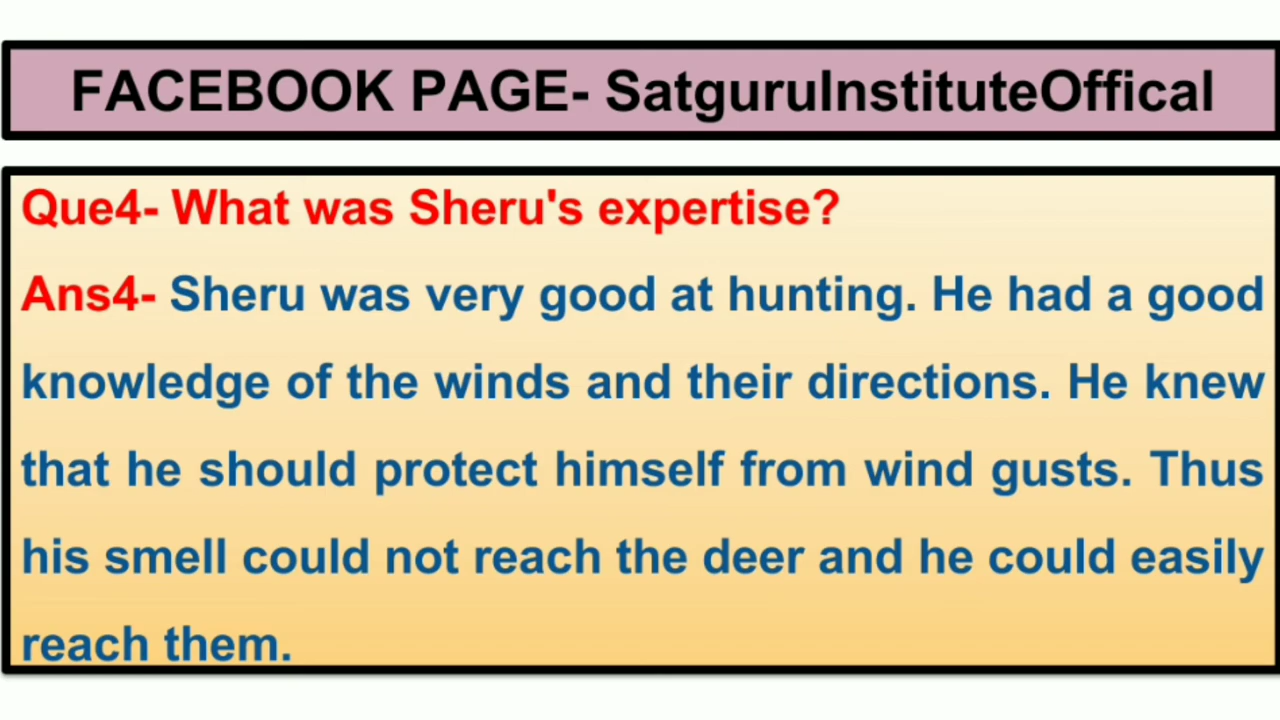 FACEBOOK PAGE- SatguruInstituteOffical
Que4- What was Sheru's expertise?
Ans4- Sheru was very good at hunting. He had a good
knowledge of the winds and their directions. He knew
that he should protect himself from wind gusts. Thus
his smell could not reach the deer and he could easily
reach them.